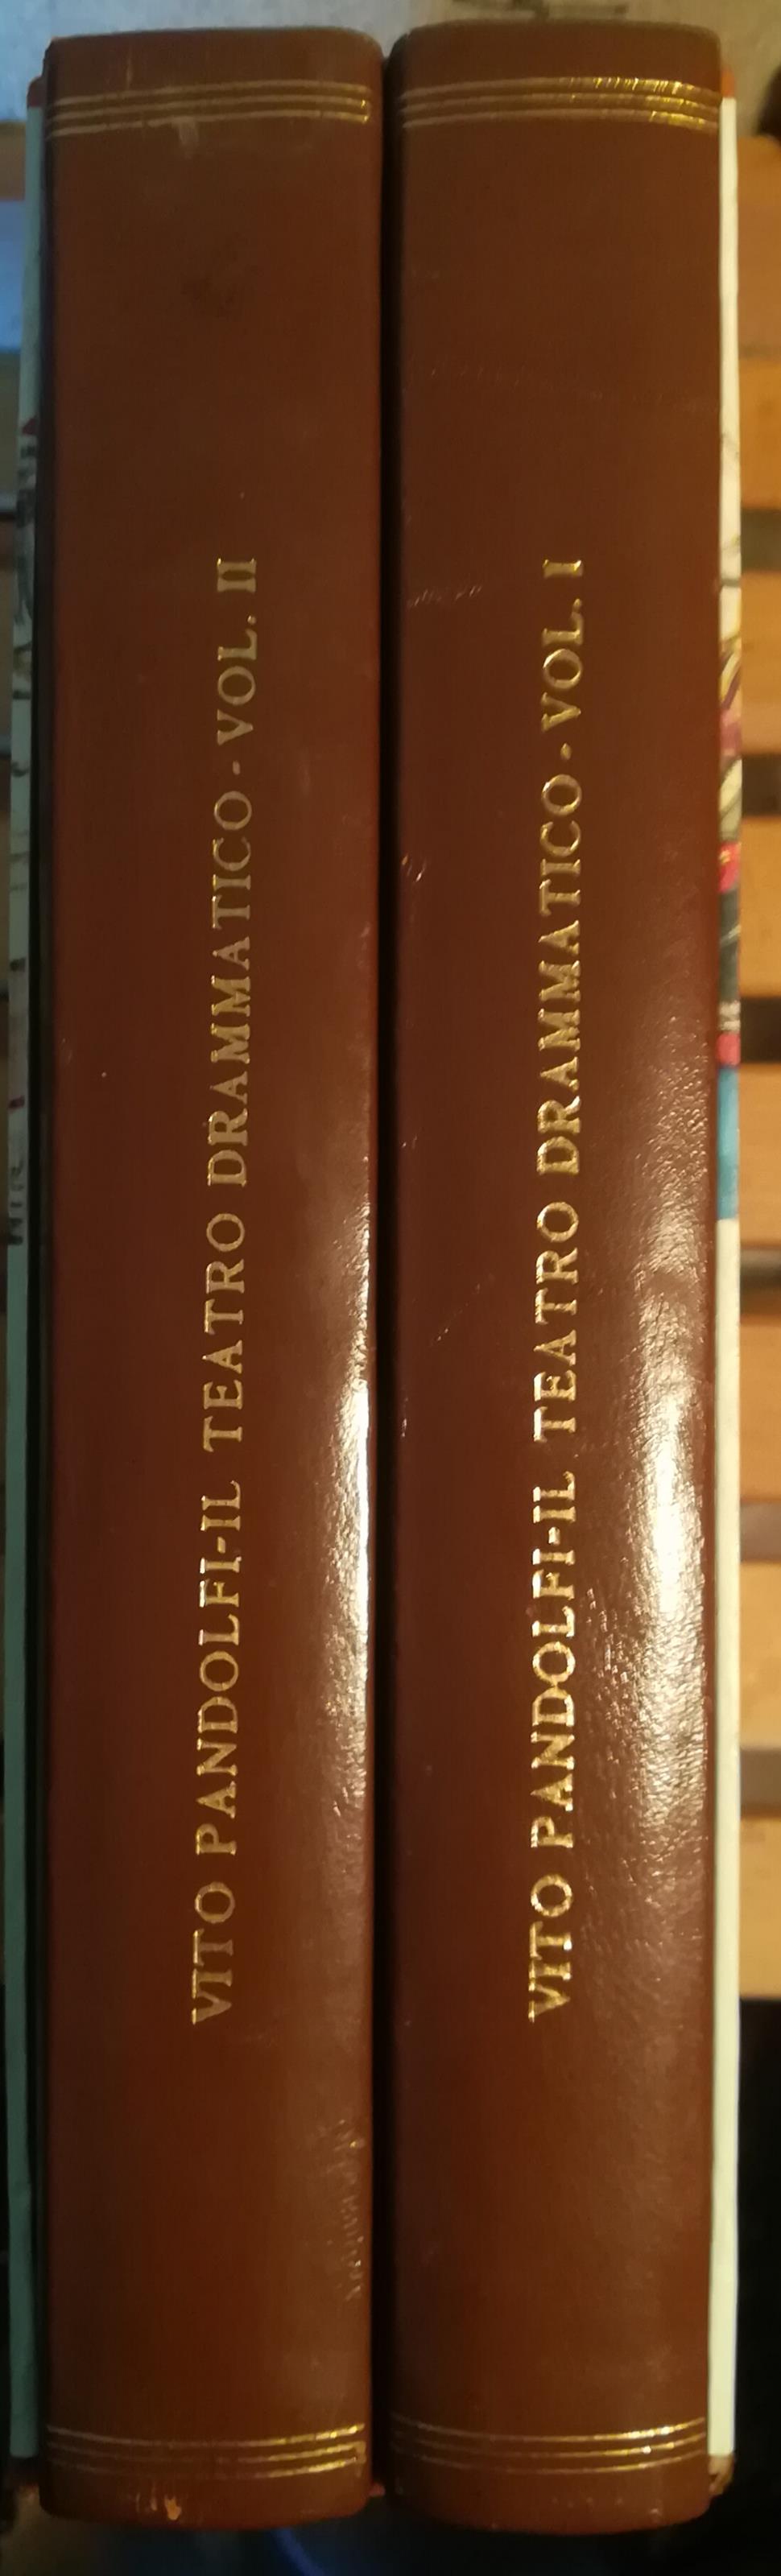 VITO PANDOLFI-IL TEATRO DRAMMATICO - VOL. II
VITO PANDOLFI-IL TEATRO DRAMMATICO - VOL. I